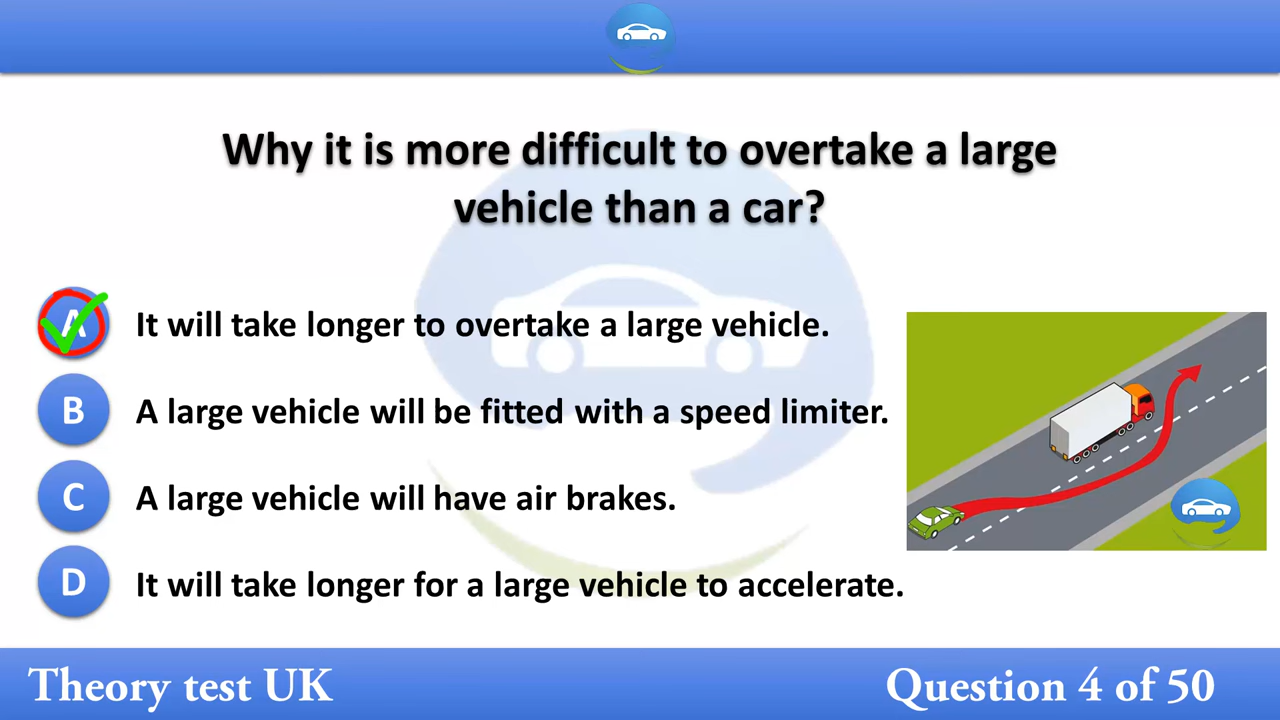 Why it is more difficult to overtake a large
vehicle than a car?
A It will take longer to overtake a large vehicle.
B A large vehicle will be fitted with a speed limiter.
C A large vehicle will have air brakes.
D It will take longer for a large vehicle to accelerate.
Theory test UK Question 4 of 50